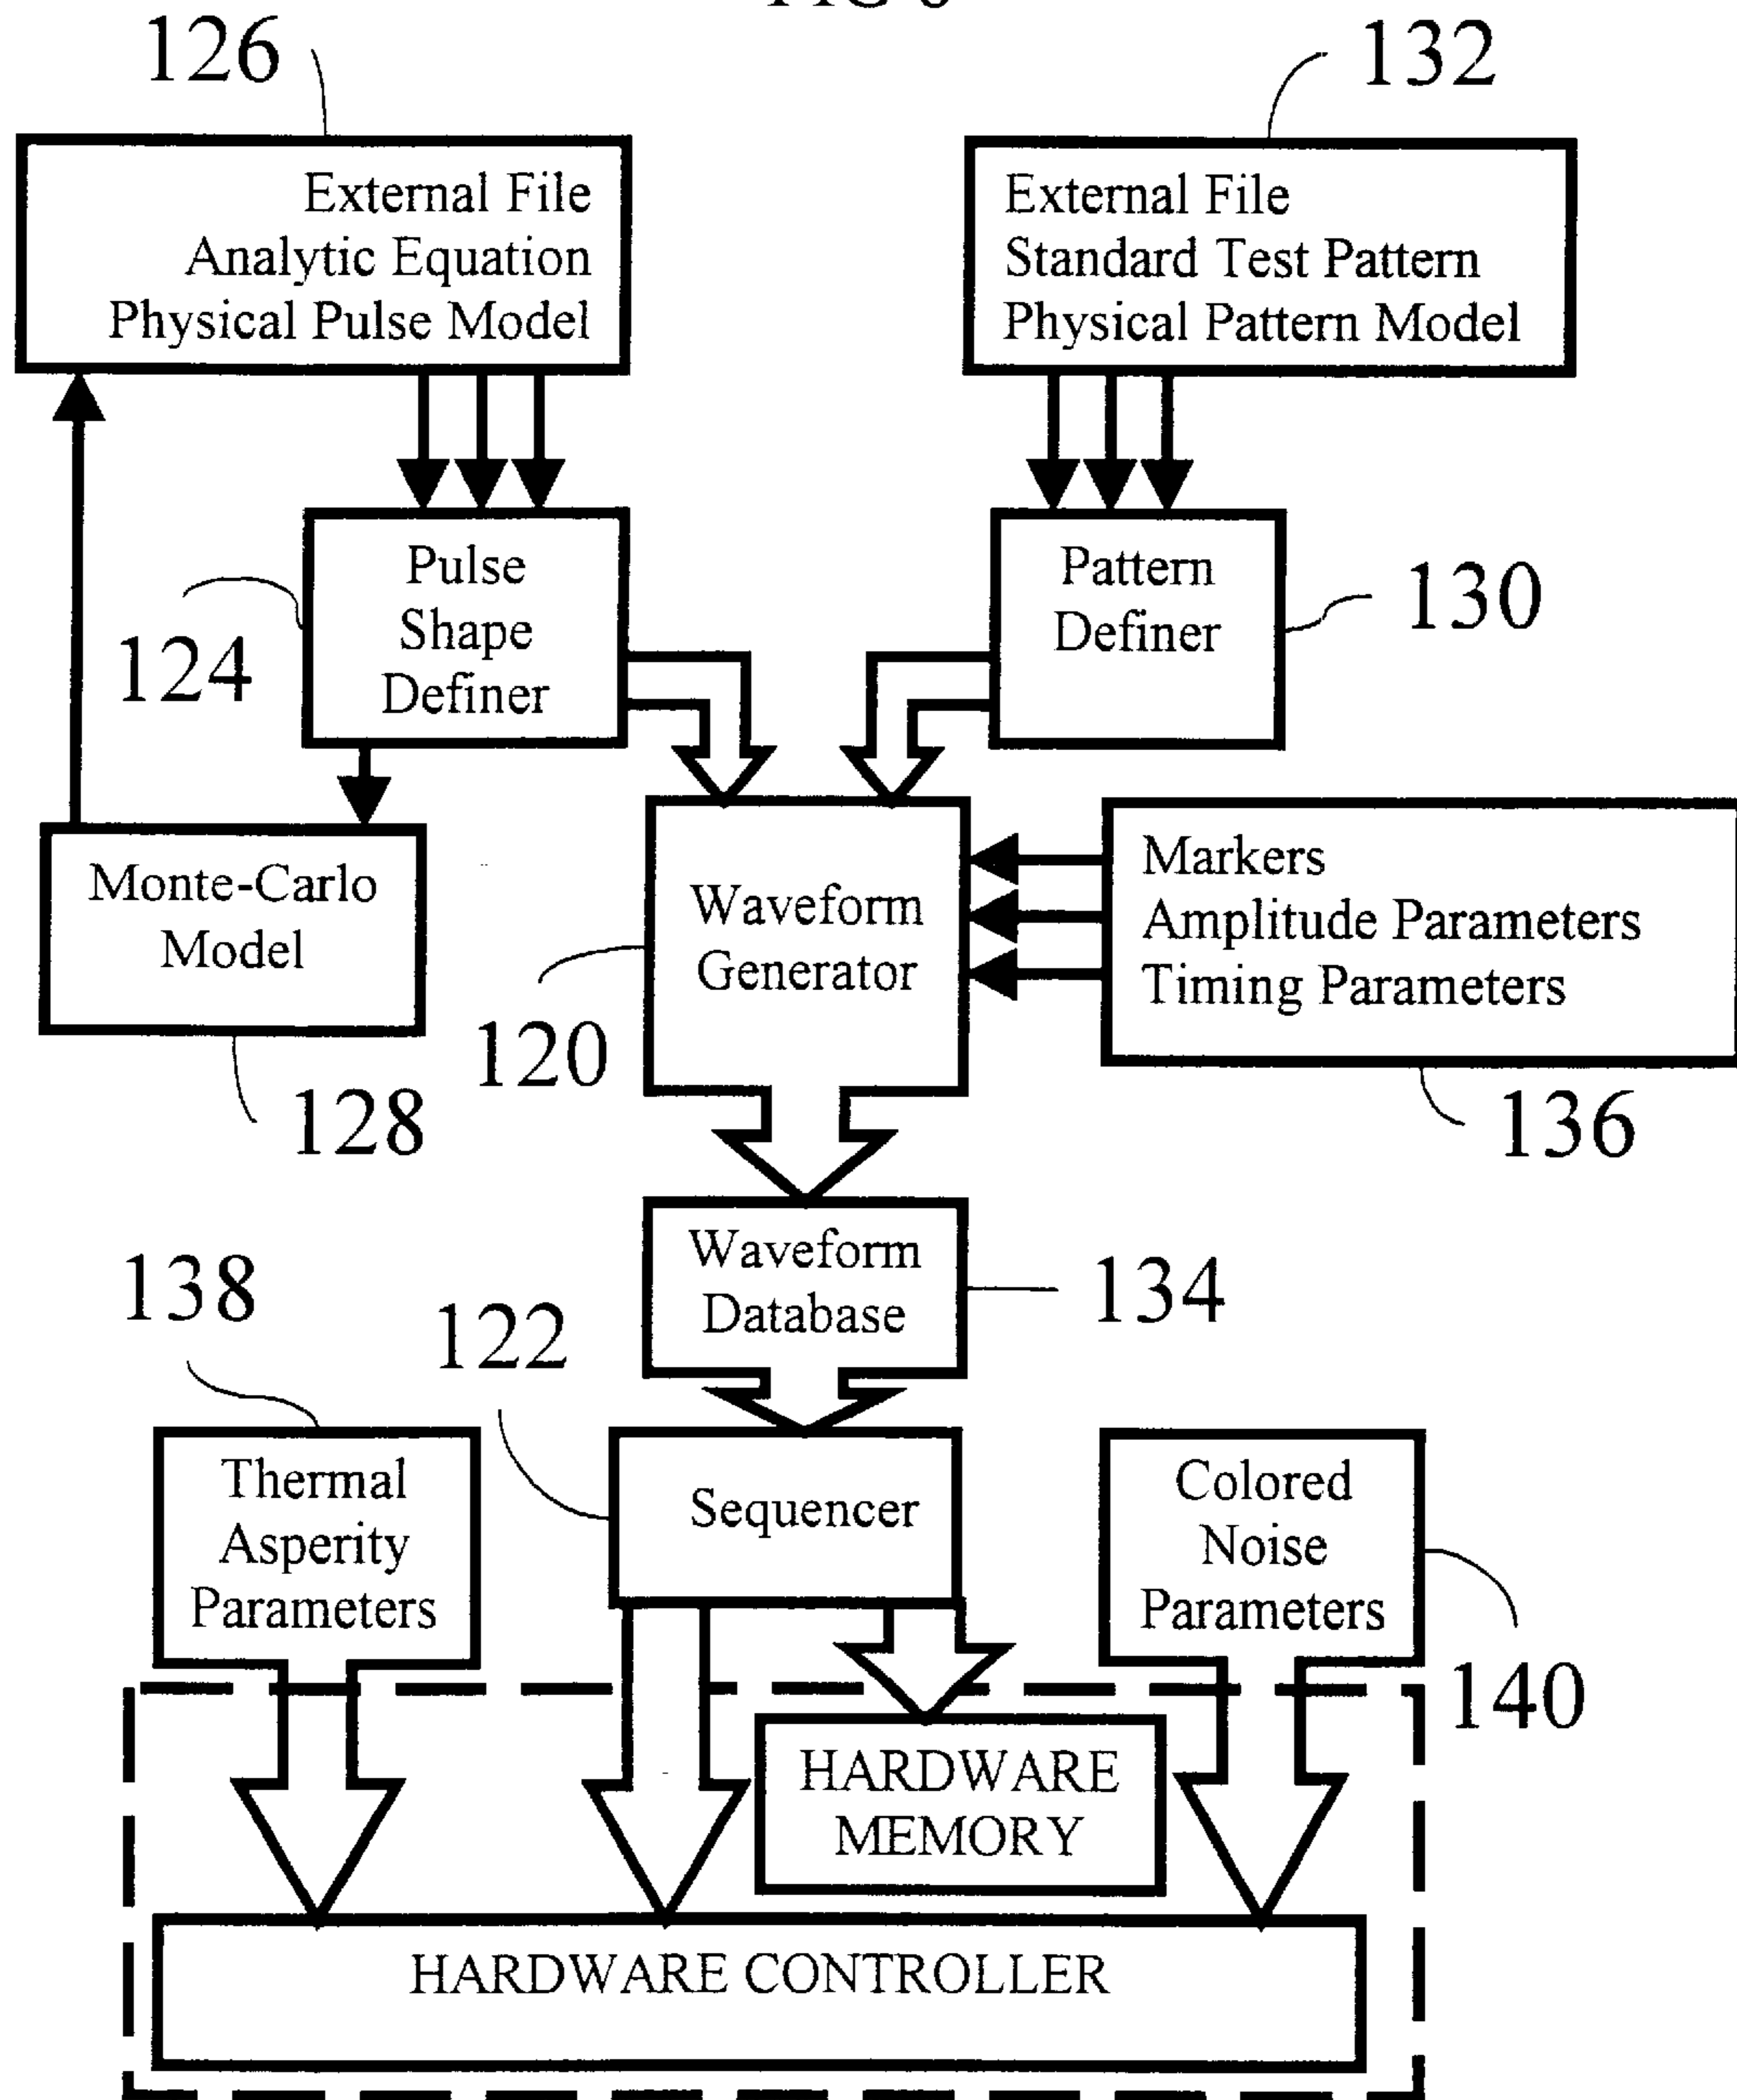 126
132
External File
Analytic Equation
Physical Pulse Model
External File
Standard Test Pattern
Physical Pattern Model
Pulse
Shape
Definer
124
Pattern
Definer
130
Monte-Carlo
Model
128
Waveform
Generator
120
Markers
Amplitude Parameters
Timing Parameters
136
Waveform
Database
134
138
122
Thermal
Asperity
Parameters
Sequencer
Colored
Noise
Parameters
140
HARDWARE
MEMORY
HARDWARE CONTROLLER